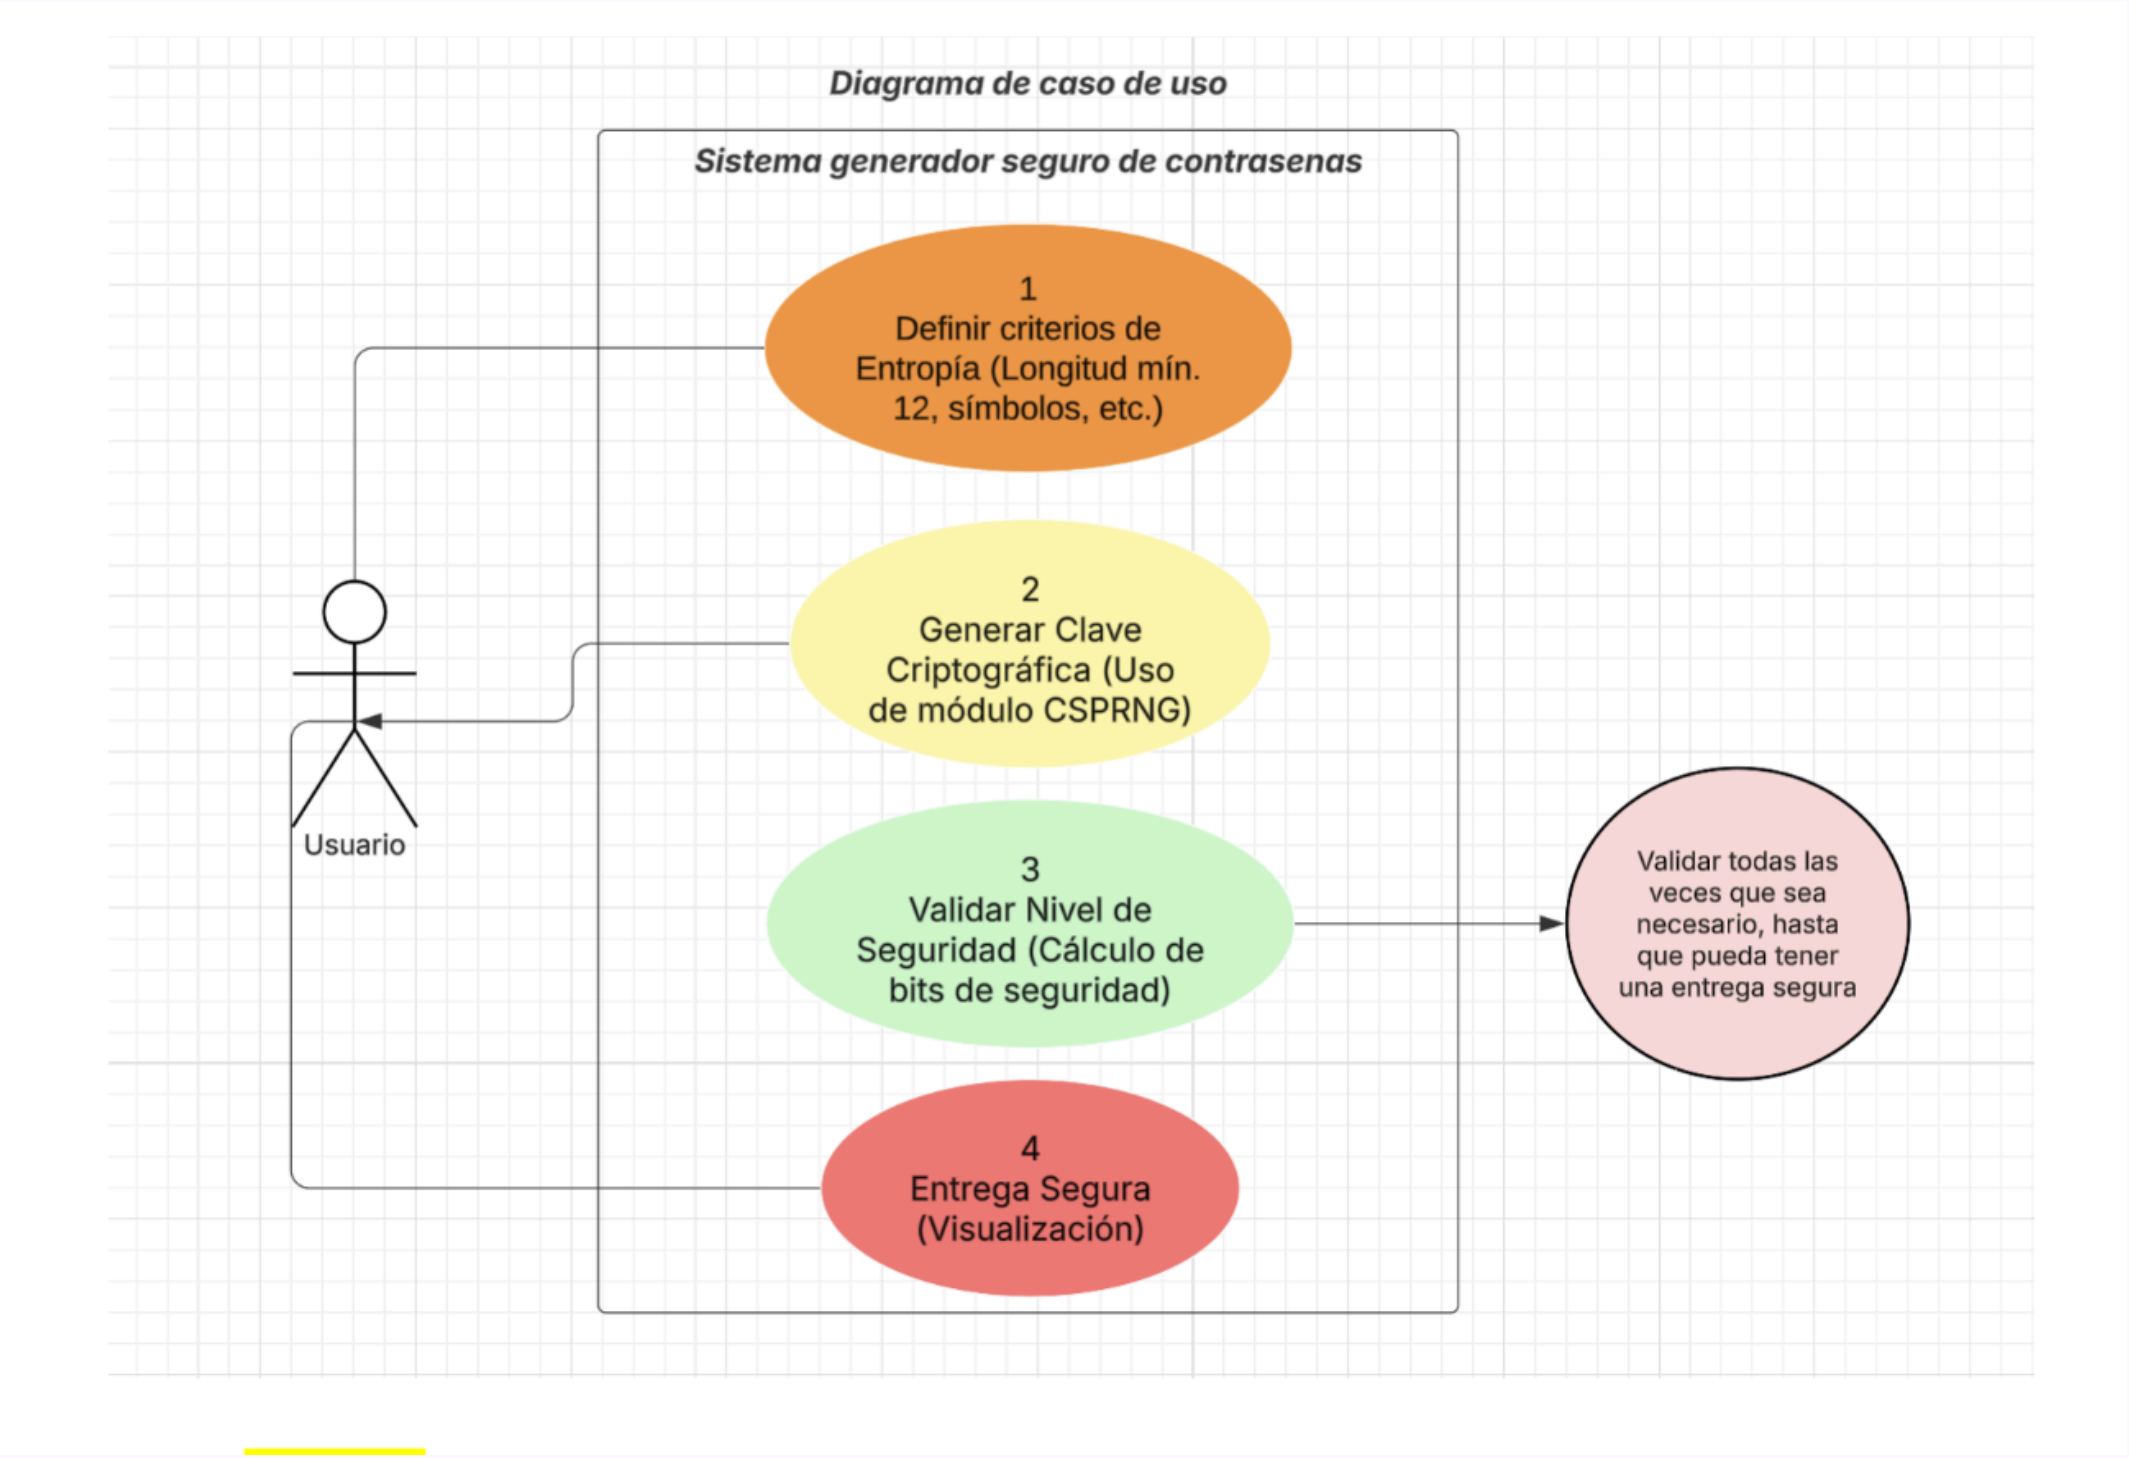 Diagrama de caso de uso
Sistema generador seguro de contrasenas
1
Definir criterios de
Entropía (Longitud mín.
12, símbolos, etc.)
2
Generar Clave
Criptográfica (Uso
de módulo CSPRNG)
Usuario
3
Validar Nivel de
Seguridad (Cálculo de
bits de seguridad)
Validar todas las
veces que sea
necesario, hasta
que pueda tener
una entrega segura
4
Entrega Segura
(Visualización)